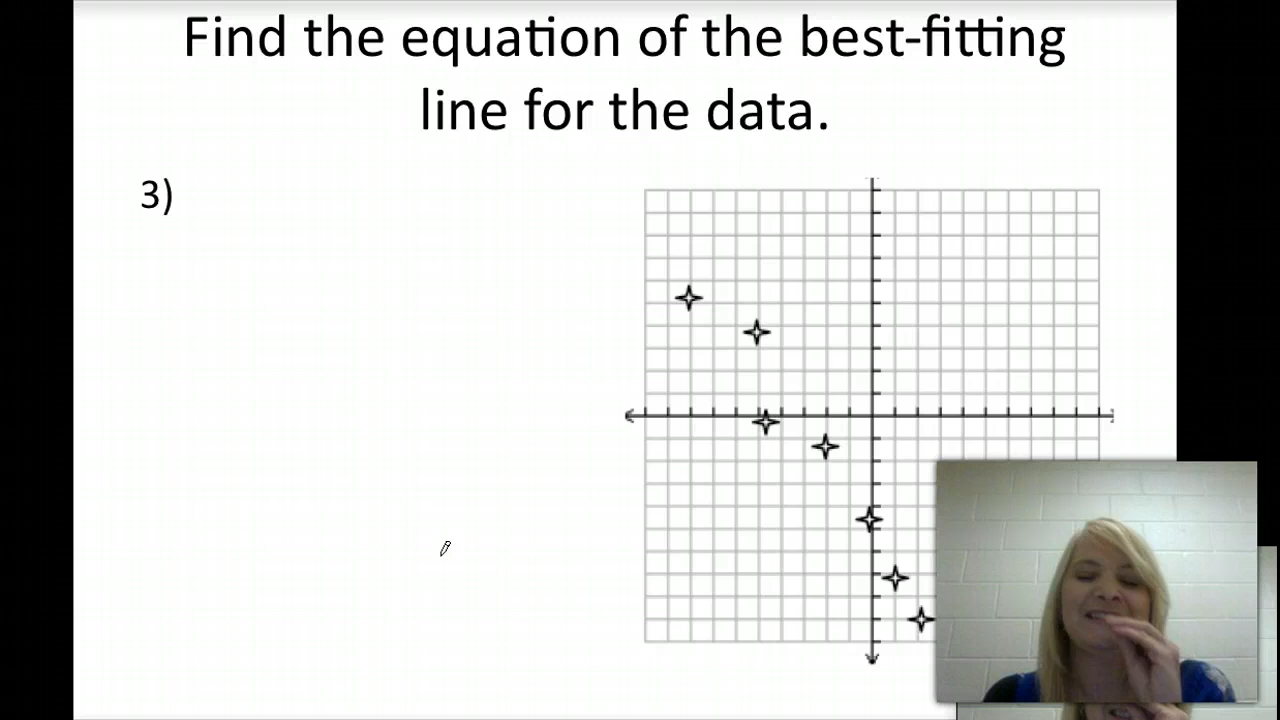 Find the equation of the best-fitting
line for the data.
3)